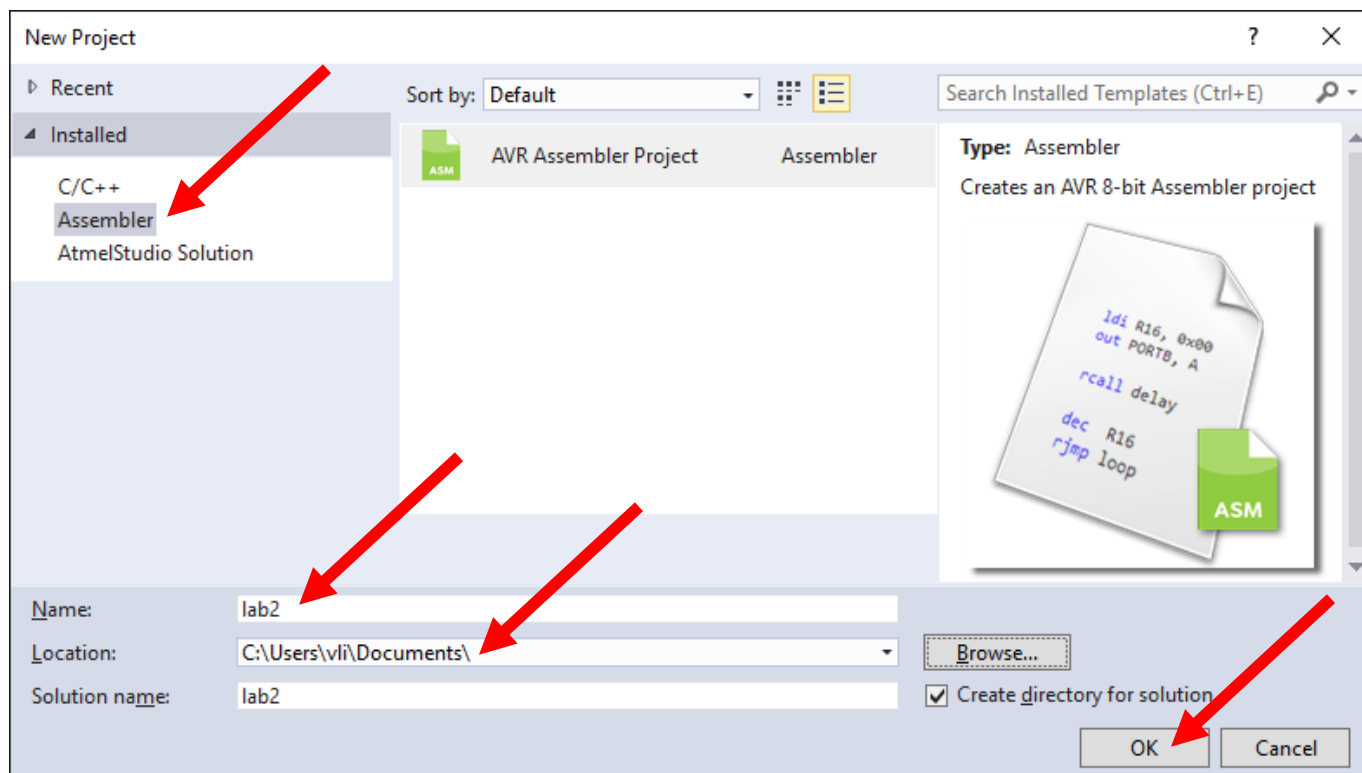 New Project
?
Recent
Installed
C/C++
Assembler
AtmelStudio Solution
Sort by: Default
AVR Assembler Project Assembler
ASM
Search Installed Templates (Ctrl+E)
Type: Assembler
Creates an AVR 8-bit Assembler project
ldi R16, 0x00
out PORTB, A
rcall delay
dec R16
rjmp loop
ASM
Name: lab2
Location: C:\Users\vli\Documents\ Browse...
Solution name: lab2 Create directory for solution
OK Cancel